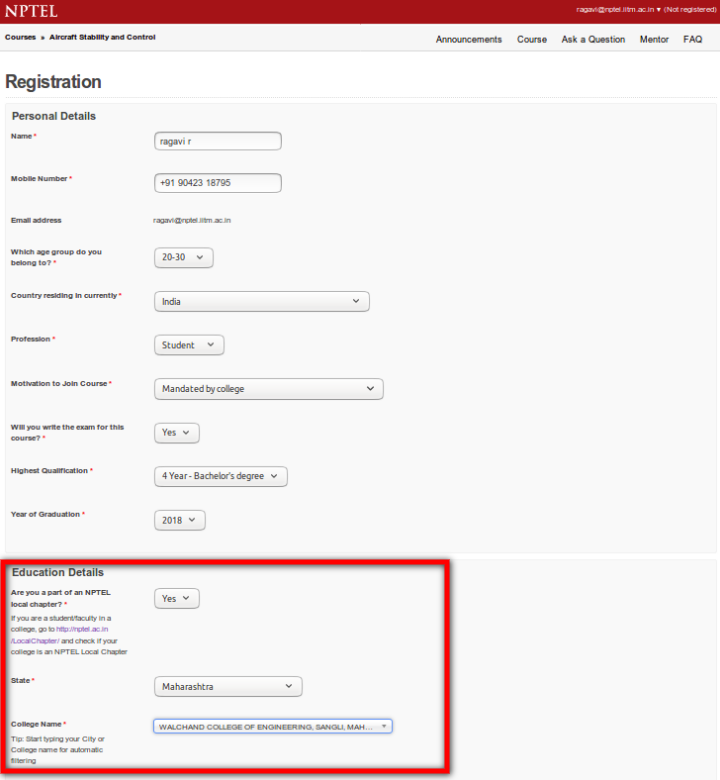 NPTEL
ragavi@nptel.iitm.ac.in ▾ (Not registered)
Courses » Aircraft Stability and Control
Announcements Course Ask a Question Mentor FAQ
Registration
Personal Details
Name *
ragavi r
Mobile Number *
+91 90423 18795
Email address
ragavi@nptel.iitm.ac.in
Which age group do you
belong to? *
20-30
Country residing in currently *
India
Profession *
Student
Motivation to Join Course *
Mandated by college
Will you write the exam for this
course? *
Yes
Highest Qualification *
4 Year - Bachelor's degree
Year of Graduation *
2018
Education Details
Are you a part of an NPTEL
local chapter? *
Yes
If you are a student/faculty in a
college, go to http://nptel.ac.in
/LocalChapter/ and check if your
college is an NPTEL Local Chapter
State *
Maharashtra
College Name *
WALCHAND COLLEGE OF ENGINEERING, SANGLI, MAH...
Tip: Start typing your City or
College name for automatic
filtering